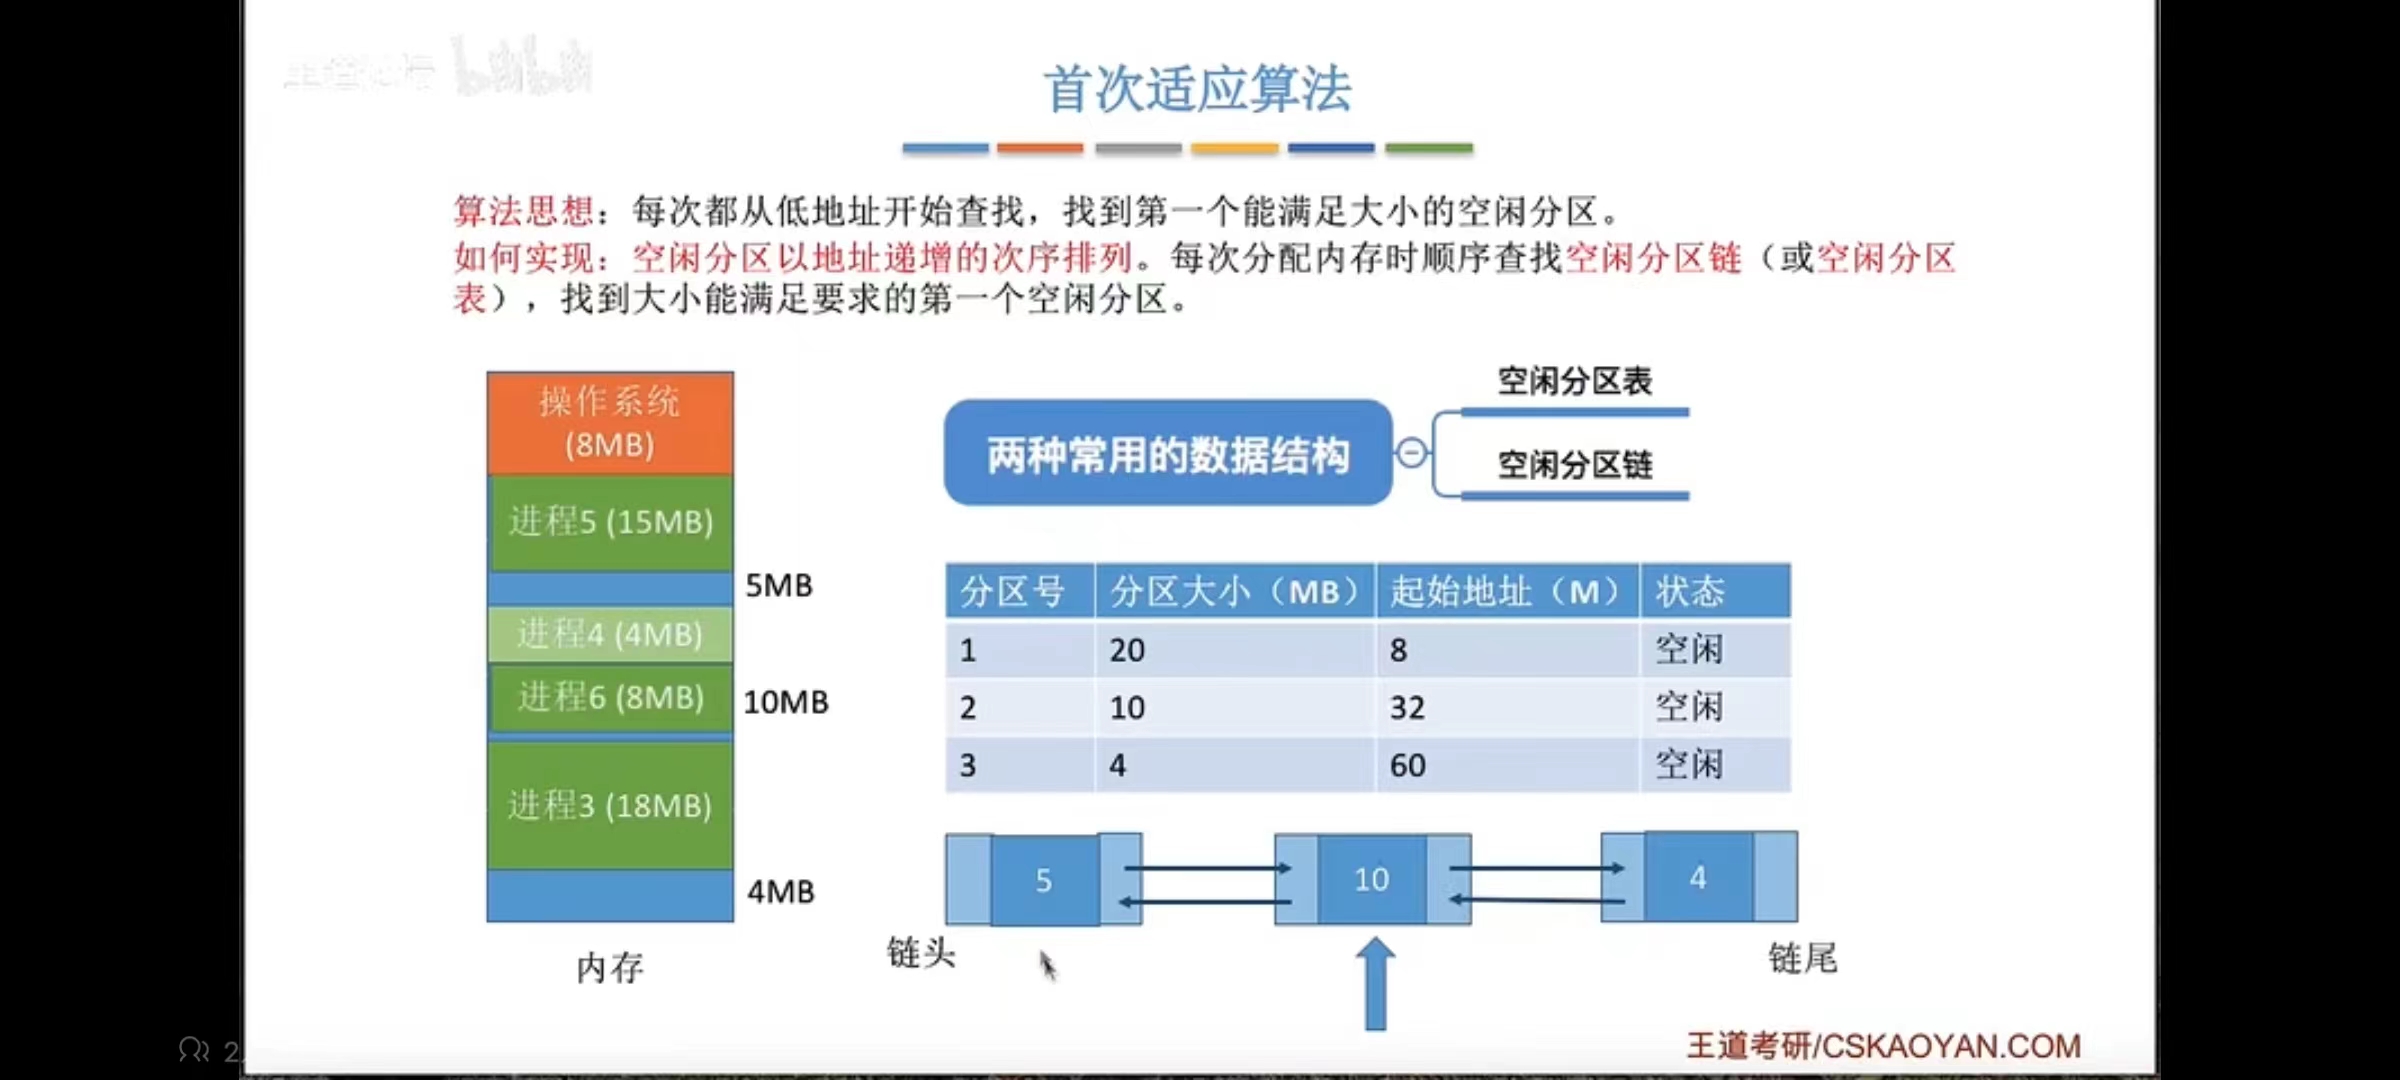 首次适应算法
算法思想：每次都从低地址开始查找，找到第一个能满足大小的空闲分区。
如何实现：空闲分区以地址递增的次序排列。每次分配内存时顺序查找空闲分区链（或空闲分区
表），找到大小能满足要求的第一个空闲分区。
操作系统
(8MB)
进程5 (15MB)
5MB
进程4 (4MB)
进程6 (8MB)
10MB
进程3 (18MB)
4MB
内存
两种常用的数据结构
空闲分区表
空闲分区链
分区号 分区大小（MB） 起始地址（M） 状态
1 20 8 空闲
2 10 32 空闲
3 4 60 空闲
5 10 4
链头 链尾
王道考研/CSKAOYAN.COM